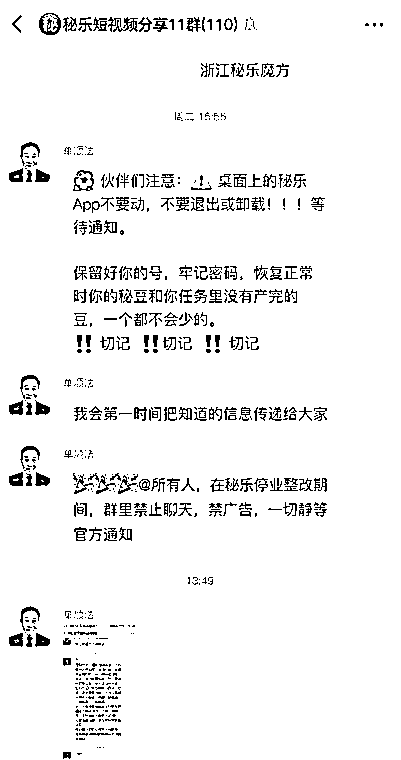 秘乐短视频分享11群(110)
浙江秘乐魔方
周二 16:55
单顺法
伙伴们注意：⚠️桌面上的秘乐
App不要动，不要退出或卸载！！！等
待通知。
保留好你的号，牢记密码，恢复正常
时你的秘豆和你任务里没有产完的
豆，一个都不会少的。
‼️ 切记 ‼️切记 ‼️ 切记
单顺法
我会第一时间把知道的信息传递给大家
单顺法
@所有人，在秘乐停业整改期
间，群里禁止聊天，禁广告，一切静等
官方通知
13:49
单顺法